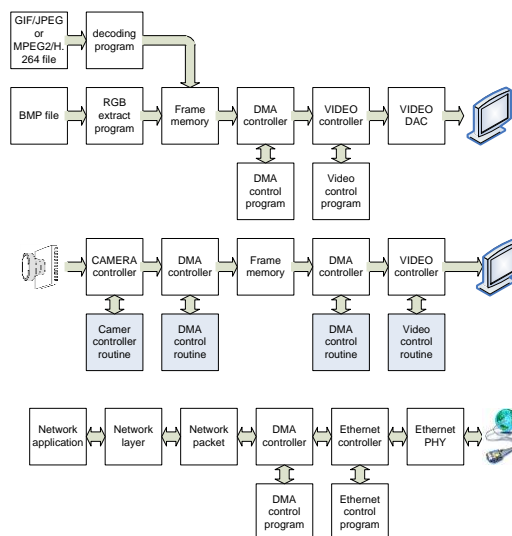 GIF/JPEG
or
MPEG2/H.
264 file
decoding
program
BMP file
RGB
extract
program
Frame
memory
DMA
controller
VIDEO
controller
VIDEO
DAC
DMA
control
program
Video
control
program
CAMERA
controller
DMA
controller
Frame
memory
DMA
controller
VIDEO
controller
Camer
controller
routine
DMA
control
routine
DMA
control
routine
Video
control
routine
Network
application
Network
layer
Network
packet
DMA
controller
Ethernet
controller
Ethernet
PHY
DMA
control
program
Ethernet
control
program